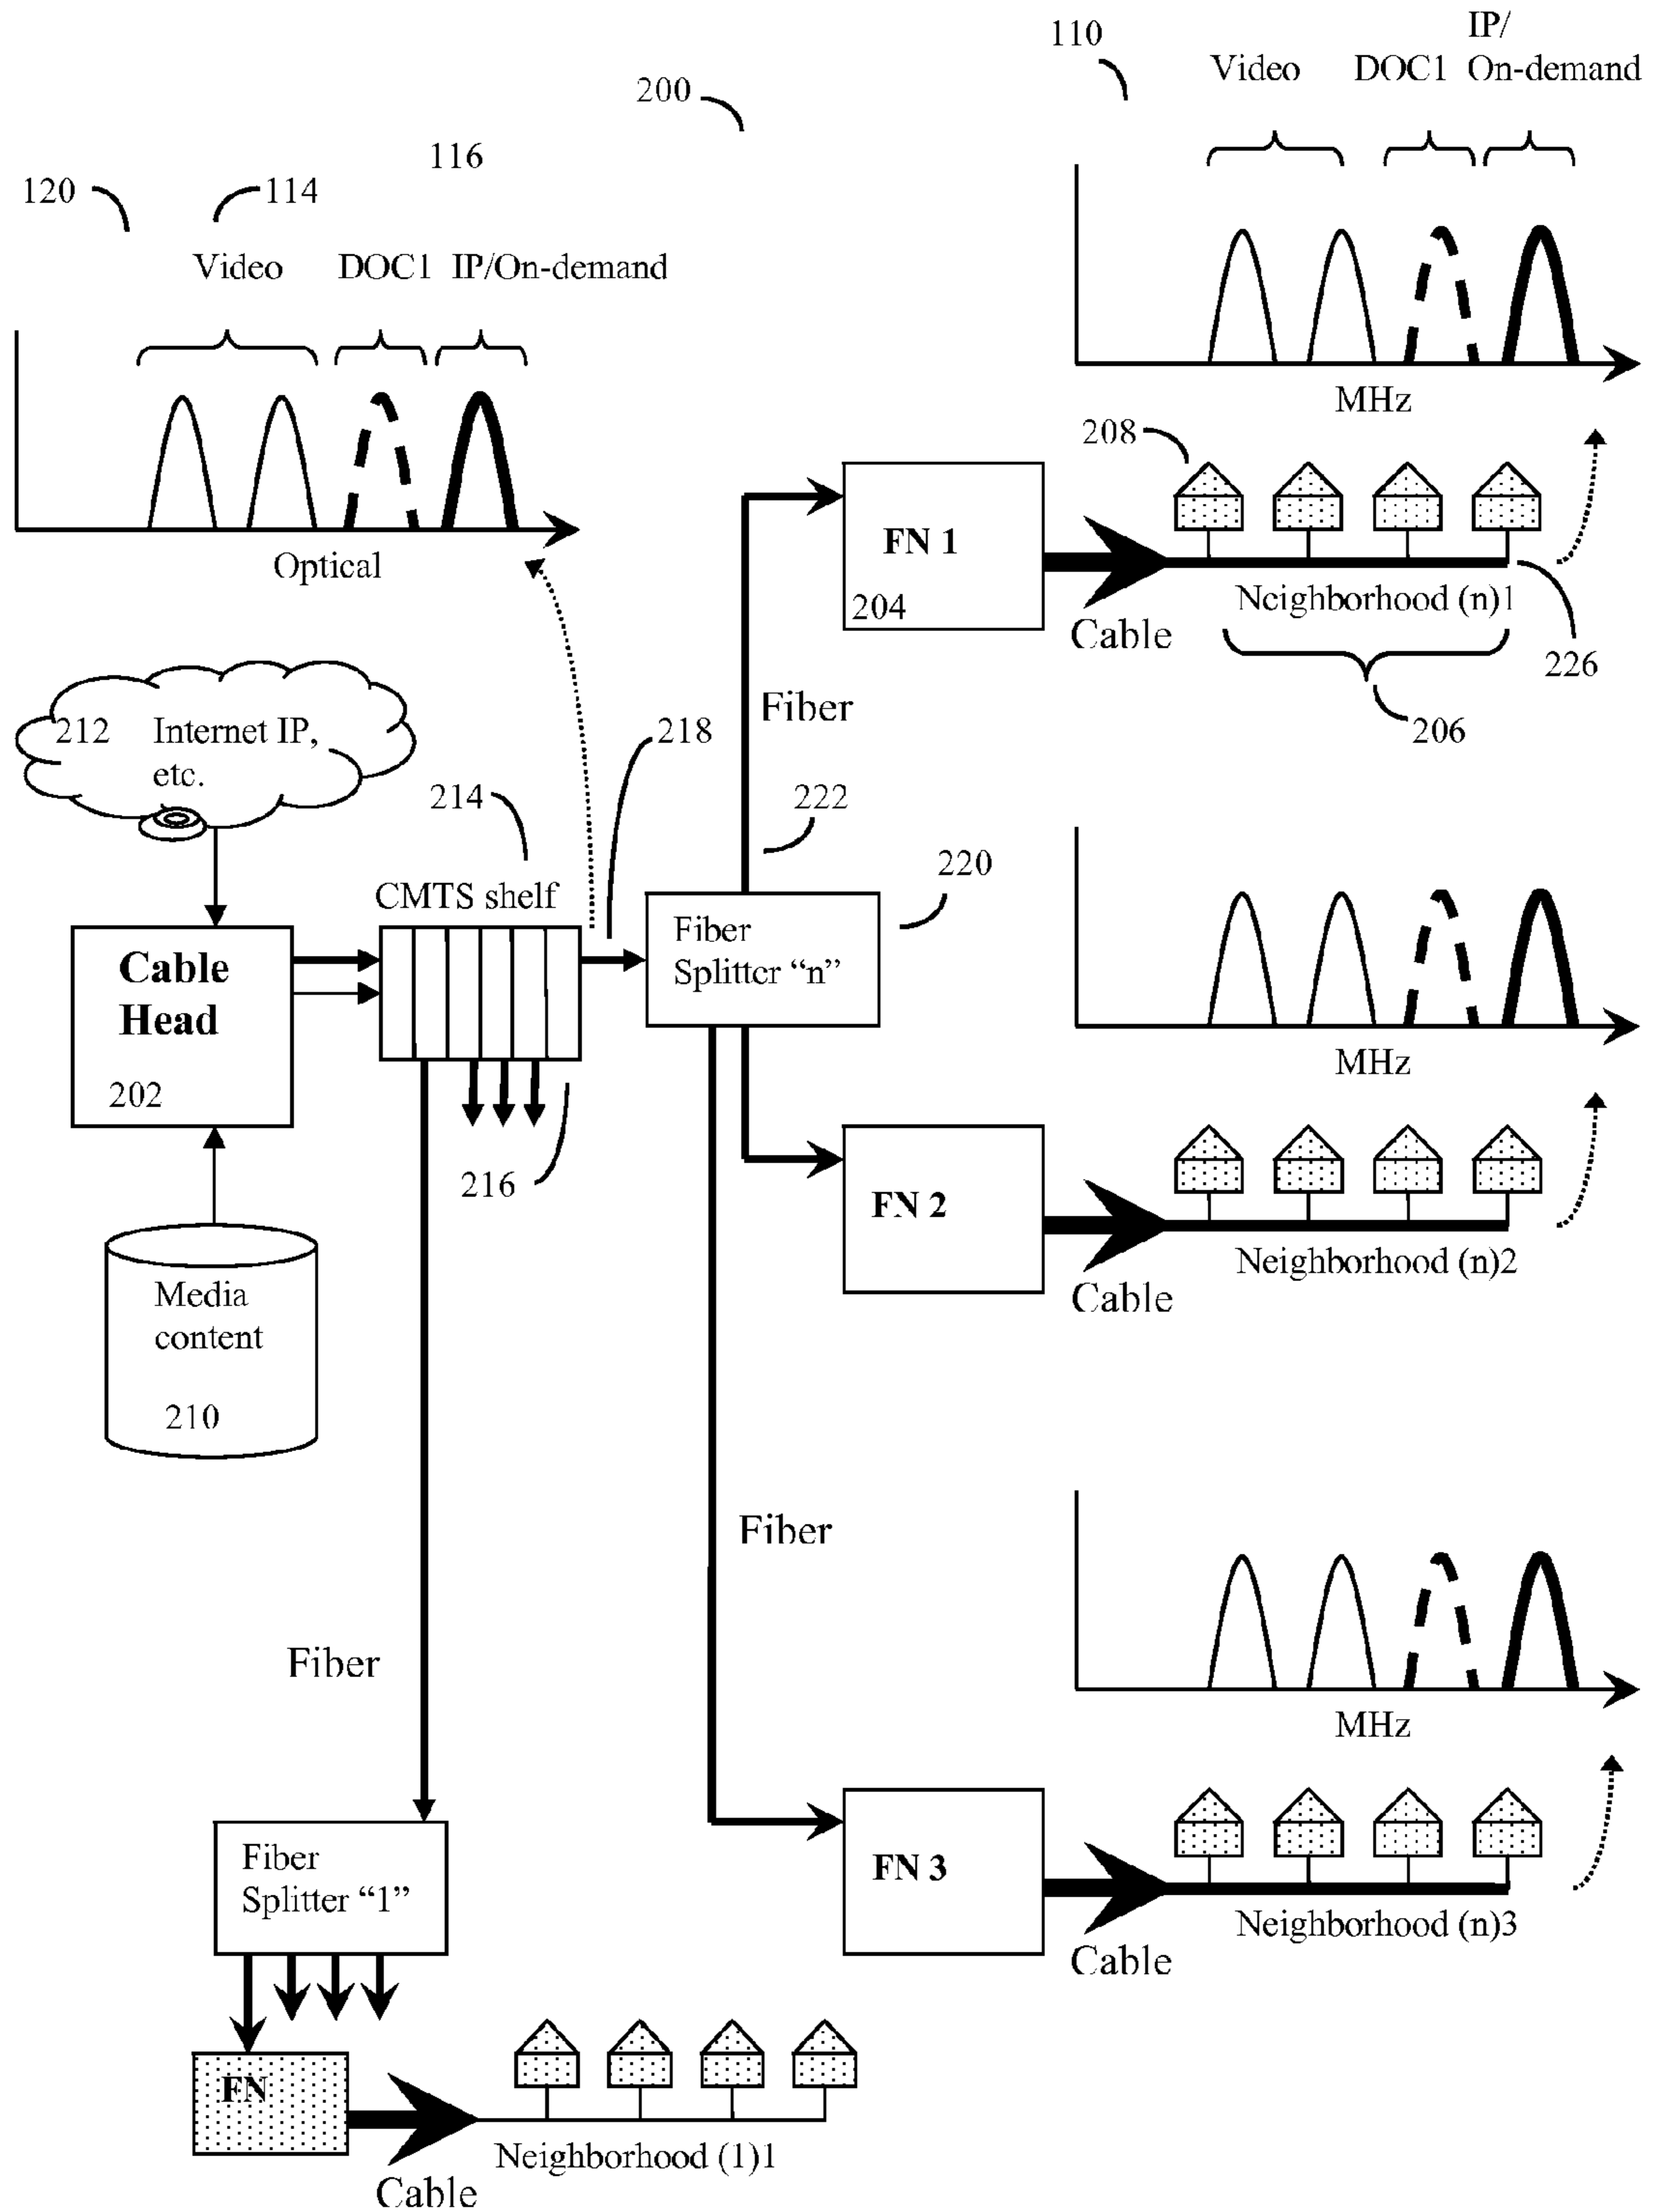 110
IP/
Video DOC1 On-demand
200
116
120
114
Video DOC1 IP/On-demand
MHz
208
Optical
FN 1
204
Cable
Neighborhood (n)1
226
206
Fiber
212 Internet IP,
etc.
218
214
222
220
CMTS shelf
Fiber
Splitter “n”
Cable
Head
202
216
MHz
FN 2
Neighborhood (n)2
Cable
Media
content
210
Fiber
Fiber
MHz
Fiber
Splitter “1”
FN 3
Neighborhood (n)3
Cable
FN
Neighborhood (1)1
Cable